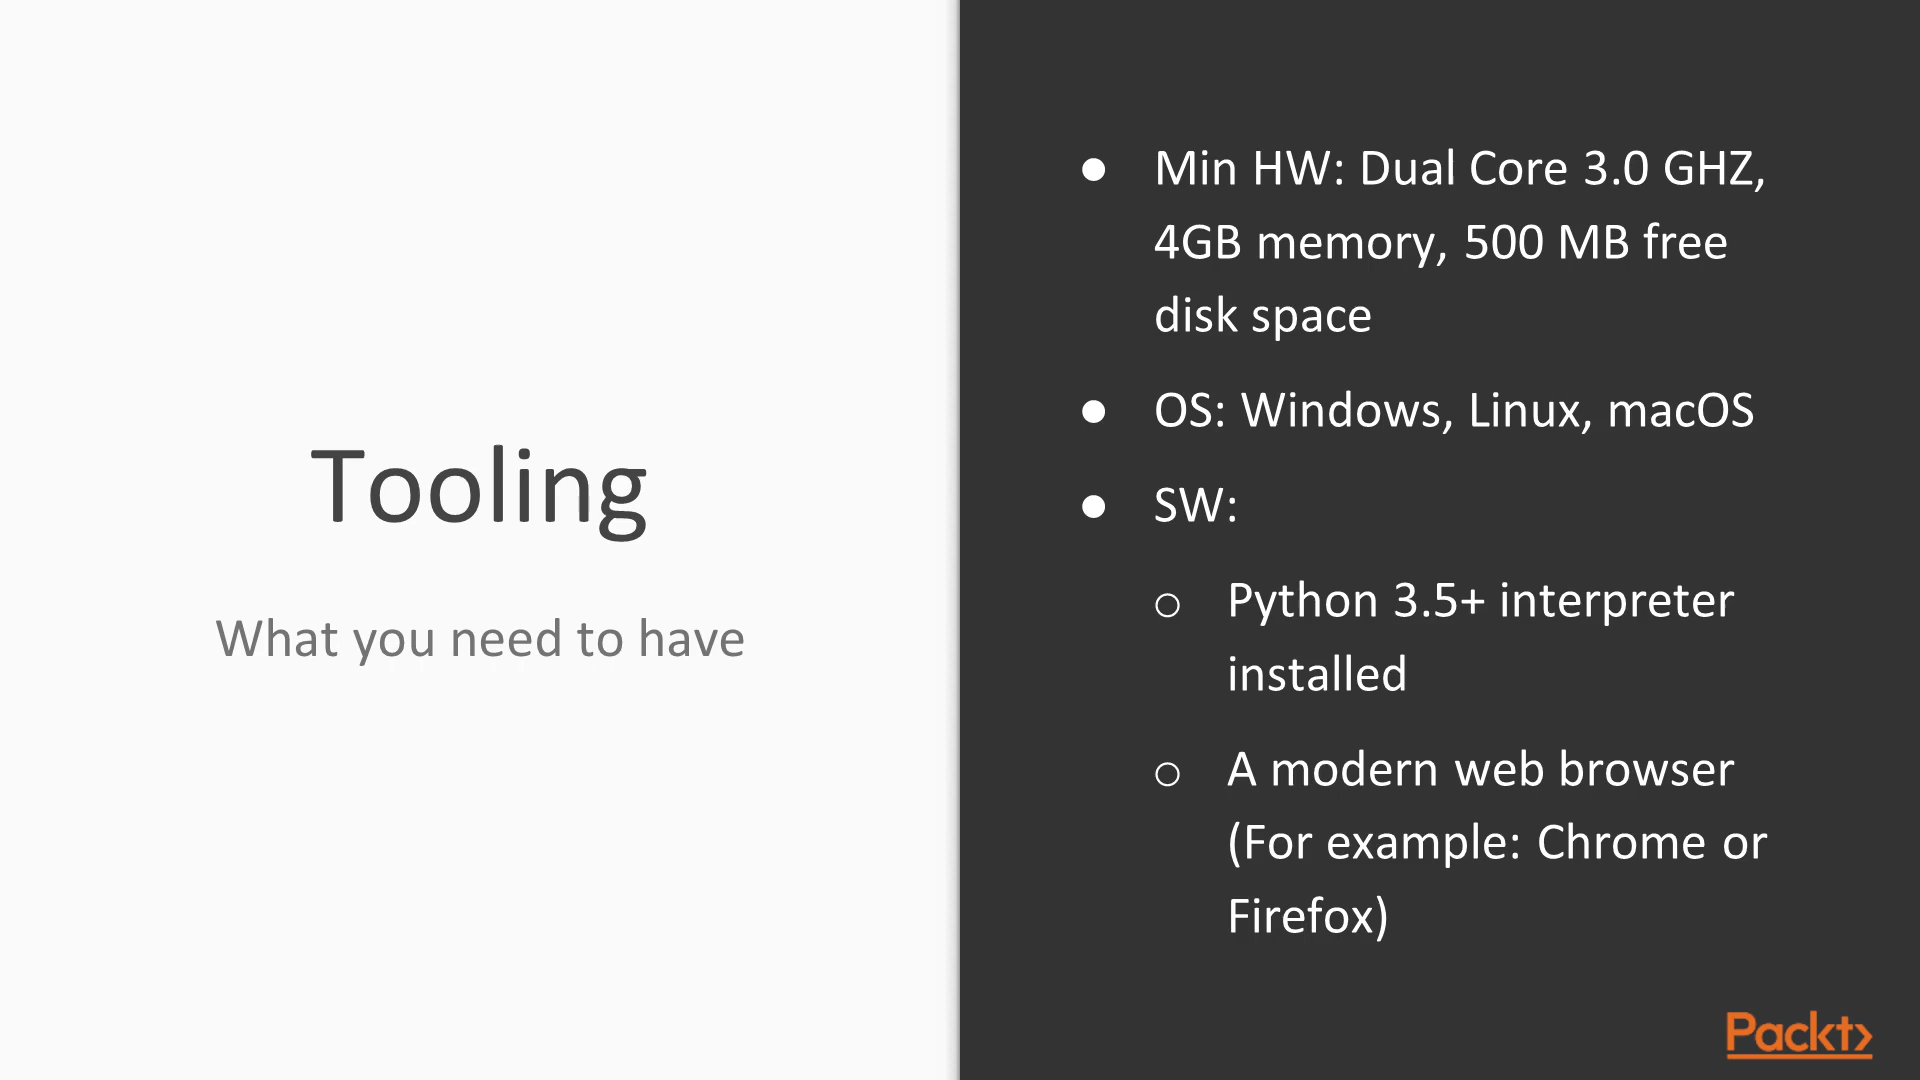 Tooling
What you need to have
● Min HW: Dual Core 3.0 GHZ,
4GB memory, 500 MB free
disk space
● OS: Windows, Linux, macOS
● SW:
○ Python 3.5+ interpreter
installed
○ A modern web browser
(For example: Chrome or
Firefox)
Packt>